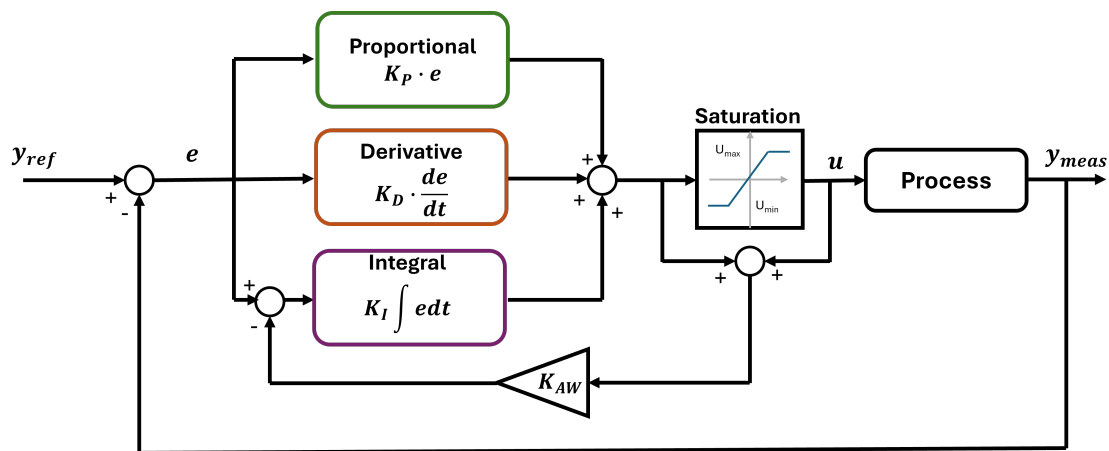 Proportional
K_P · e
Saturation
y_ref
e
Derivative
K_D · de/dt
+
+
+
U_max
U_min
u
Process
y_meas
+
-
Integral
K_I ∫ edt
+
-
+
+
K_AW